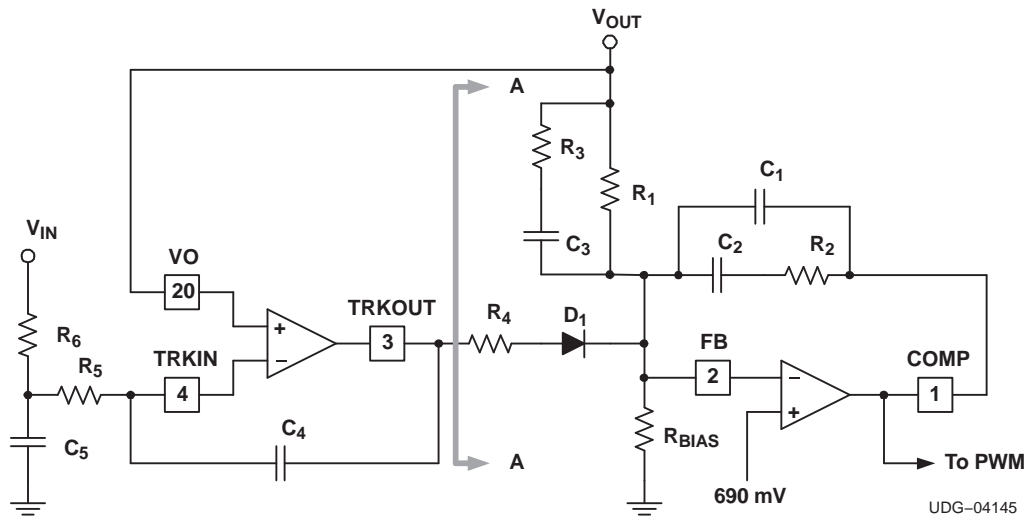 VOUT
A
R3
R1
C1
VIN
C3
C2
R2
VO
20
TRKOUT
R4
D1
+
3
FB
COMP
R6
R5
TRKIN
−
4
2
−
1
C4
+
C5
RBIAS
A
To PWM
690 mV
UDG−04145